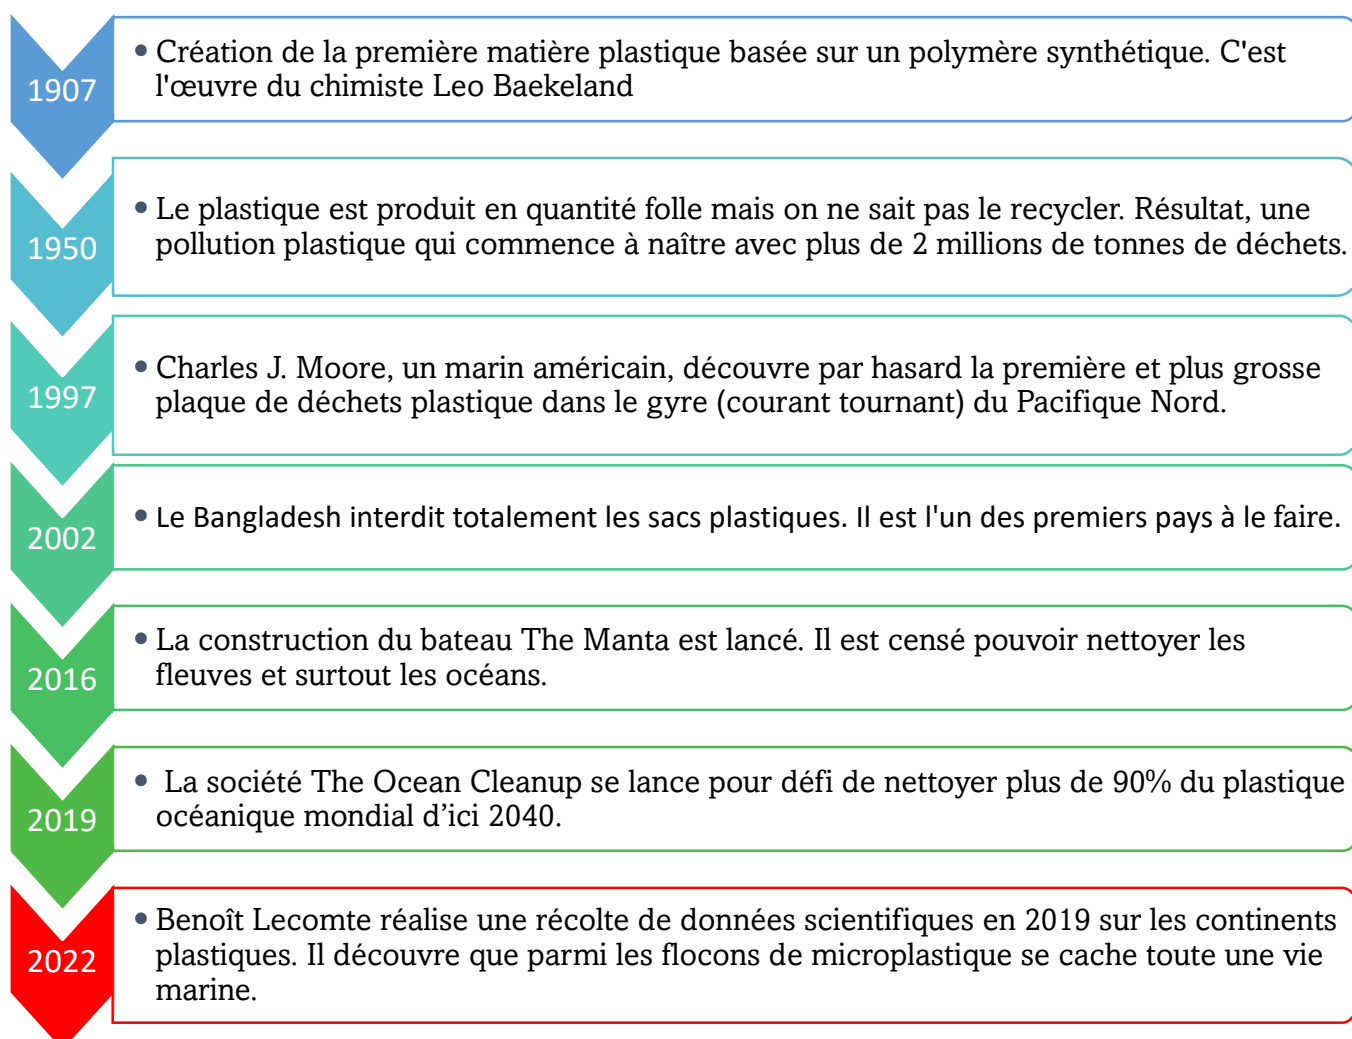 1907
• Création de la première matière plastique basée sur un polymère synthétique. C'est
l'œuvre du chimiste Leo Baekeland
1950
• Le plastique est produit en quantité folle mais on ne sait pas le recycler. Résultat, une
pollution plastique qui commence à naître avec plus de 2 millions de tonnes de déchets.
1997
• Charles J. Moore, un marin américain, découvre par hasard la première et plus grosse
plaque de déchets plastique dans le gyre (courant tournant) du Pacifique Nord.
2002
• Le Bangladesh interdit totalement les sacs plastiques. Il est l'un des premiers pays à le faire.
2016
• La construction du bateau The Manta est lancé. Il est censé pouvoir nettoyer les
fleuves et surtout les océans.
2019
• La société The Ocean Cleanup se lance pour défi de nettoyer plus de 90% du plastique
océanique mondial d’ici 2040.
2022
• Benoît Lecomte réalise une récolte de données scientifiques en 2019 sur les continents
plastiques. Il découvre que parmi les flocons de microplastique se cache toute une vie
marine.